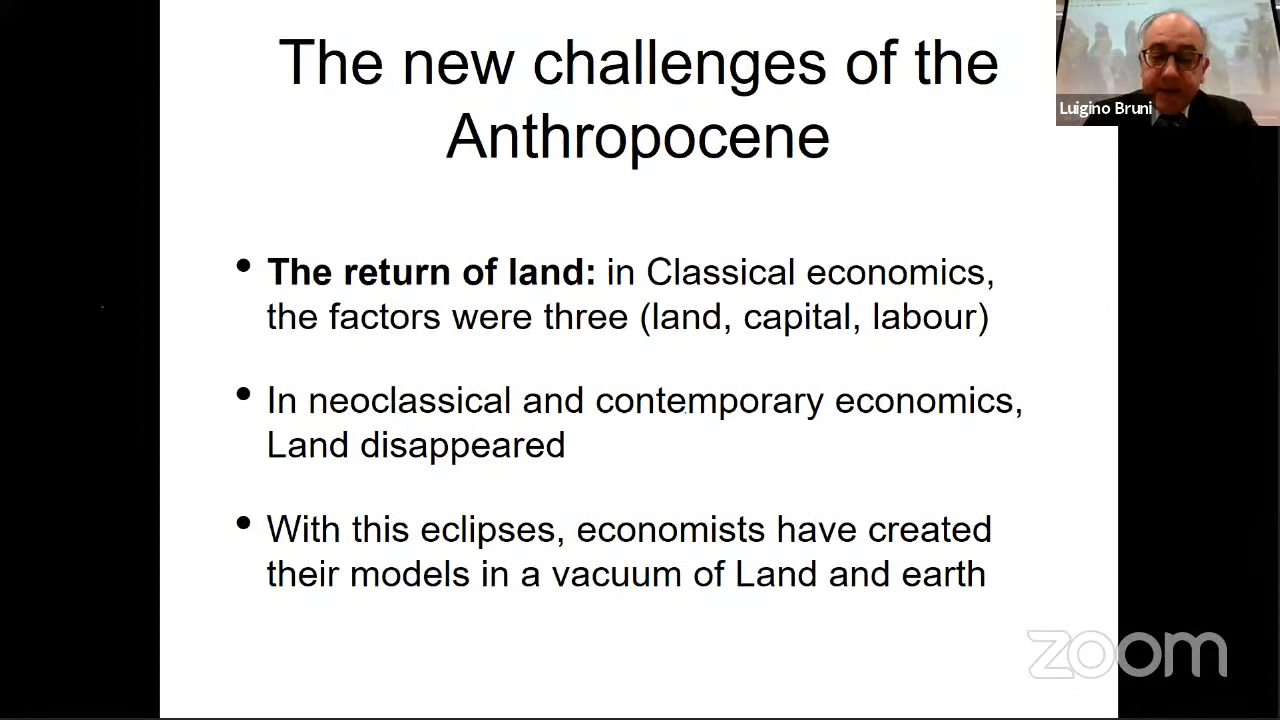 The new challenges of the
Anthropocene
Luigino Bruni
• The return of land: in Classical economics,
the factors were three (land, capital, labour)
• In neoclassical and contemporary economics,
Land disappeared
• With this eclipses, economists have created
their models in a vacuum of Land and earth
zoom